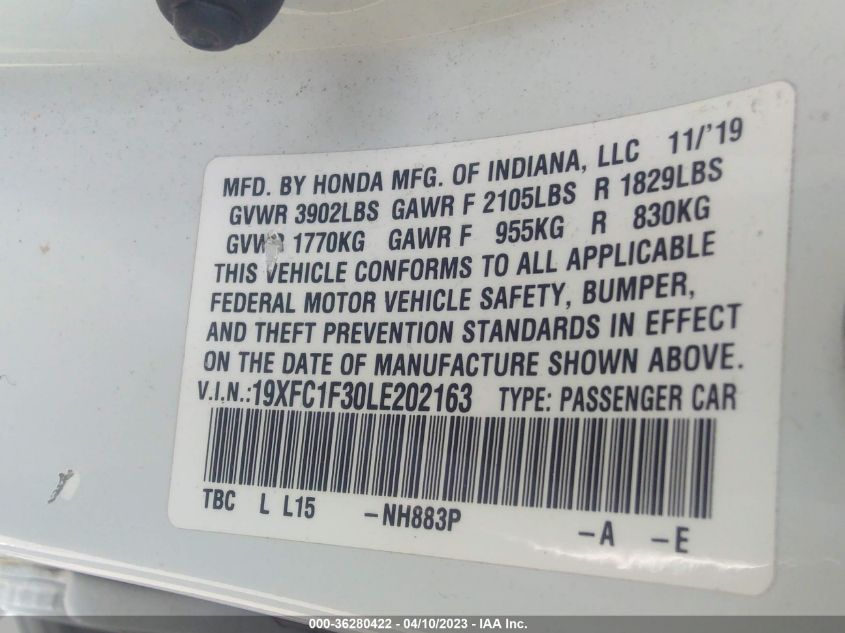 MFD. BY HONDA MFG. OF INDIANA, LLC 11/'19
GVWR 3902LBS GAWR F 2105LBS R 1829LBS
GVWR 1770KG GAWR F 955KG R 830KG
THIS VEHICLE CONFORMS TO ALL APPLICABLE
FEDERAL MOTOR VEHICLE SAFETY, BUMPER,
AND THEFT PREVENTION STANDARDS IN EFFECT
ON THE DATE OF MANUFACTURE SHOWN ABOVE.
V.I.N.:19XFC1F30LE202163 TYPE: PASSENGER CAR
TBC L L15 -NH883P -A -E
000-36280422 - 04/10/2023 - IAA Inc.